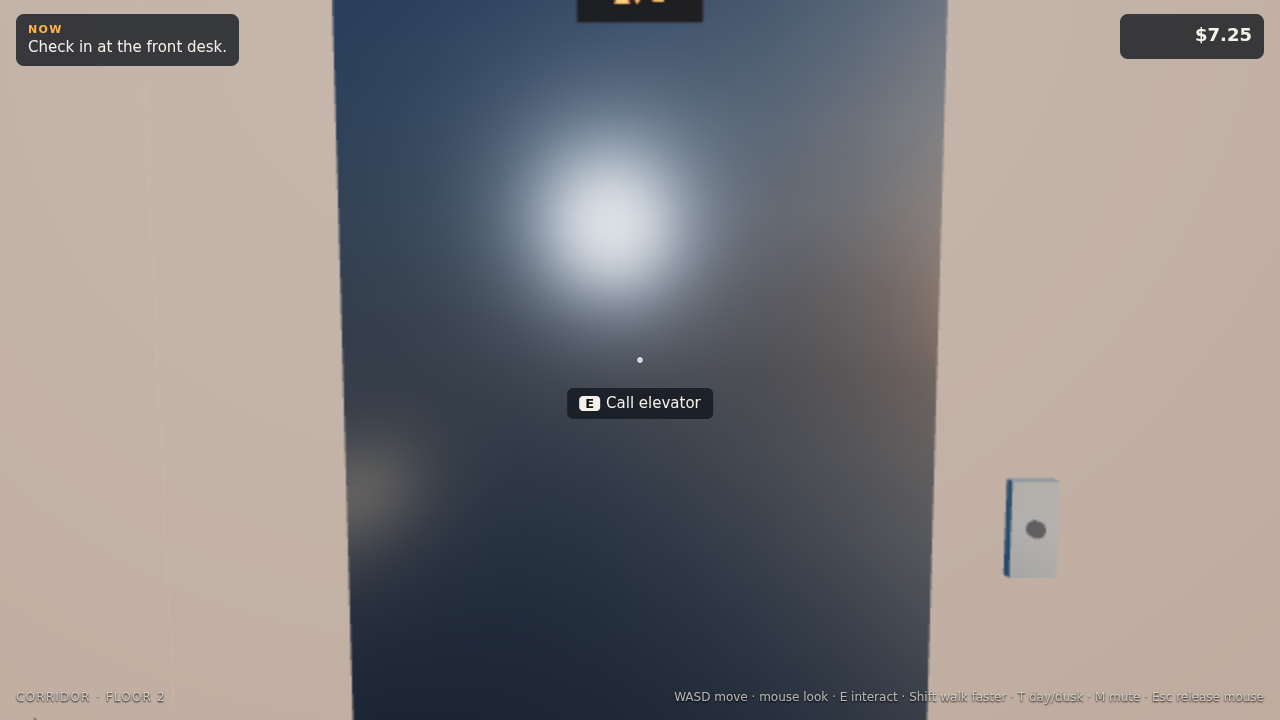 NOW
Check in at the front desk.
$7.25
E Call elevator
CORRIDOR · FLOOR 2
WASD move · mouse look · E interact · Shift walk faster · T day/dusk · M mute · Esc release mouse